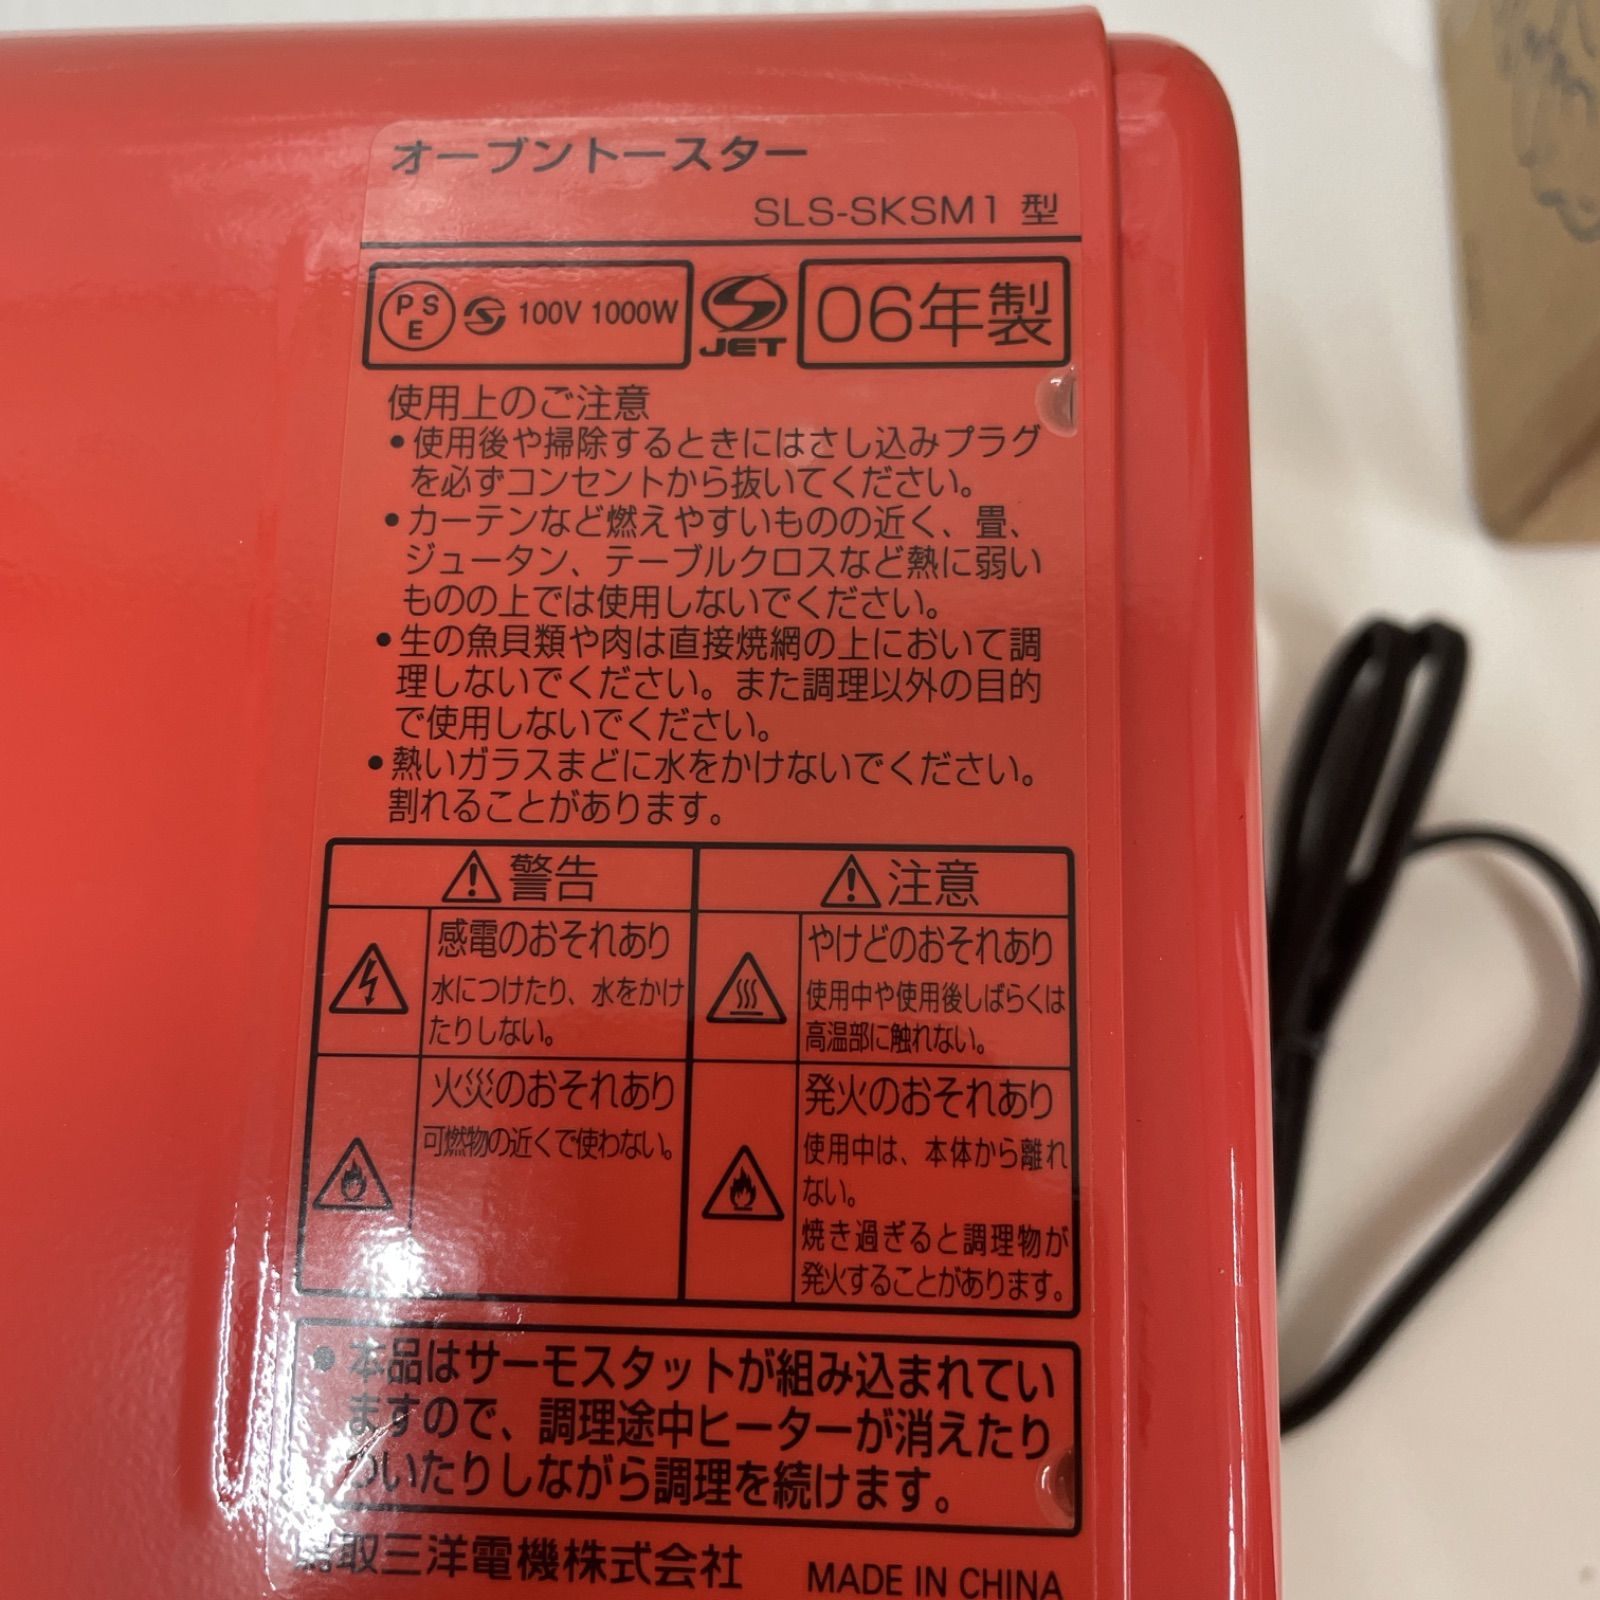 オーブントースター
SLS-SKSM1 型
PSE 100V 1000W JET 06年製
使用上のご注意
•使用後や掃除するときにはさし込みプラグ
を必ずコンセントから抜いてください。
•カーテンなど燃えやすいものの近く、畳、
ジュータン、テーブルクロスなど熱に弱い
ものの上では使用しないでください。
•生の魚貝類や肉は直接焼網の上において調
理しないでください。また調理以外の目的
で使用しないでください。
•熱いガラスまどに水をかけないでください。
割れることがあります。
警告
感電のおそれあり
水につけたり、水をかけ
たりしない。
火災のおそれあり
可燃物の近くで使わない。
注意
やけどのおそれあり
使用中や使用後しばらくは
高温部に触れない。
発火のおそれあり
使用中は、本体から離れ
ない。
焼き過ぎると調理物が
発火することがあります。
•本品はサーモスタットが組み込まれてい
ますので、調理途中ヒーターが消えたり
ついたりしながら調理を続けます。
鳥取三洋電機株式会社
MADE IN CHINA